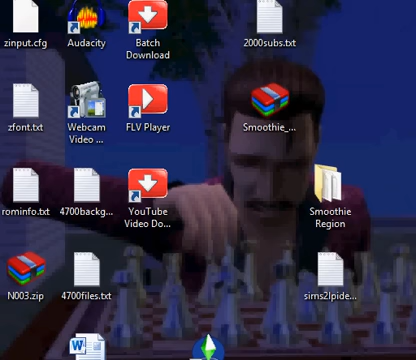 zinput.cfg
Audacity
Batch
Download
2000subs.txt
zfont.txt
Webcam
Video ...
FLV Player
Smoothie_...
rominfo.txt
4700backg...
YouTube
Video Do...
Smoothie
Region
N003.zip
4700files.txt
sims2lpide...